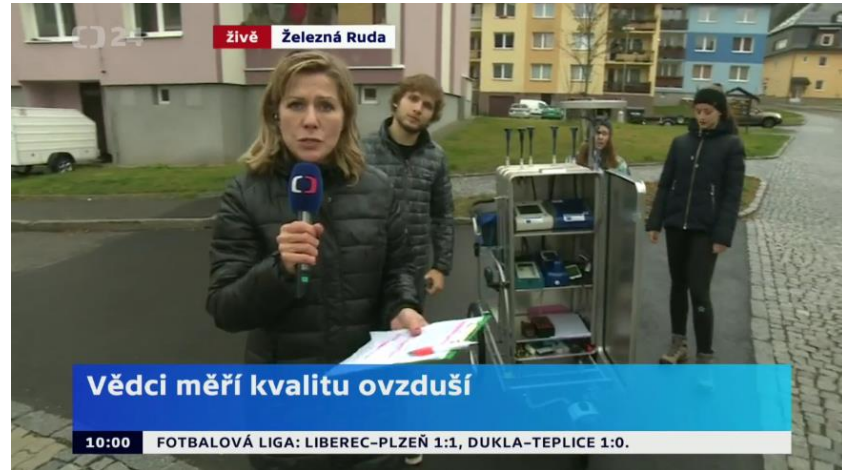 24
živě Železná Ruda
Vědci měří kvalitu ovzduší
10:00 FOTBALOVÁ LIGA: LIBEREC–PLZEŇ 1:1, DUKLA–TEPLICE 1:0.